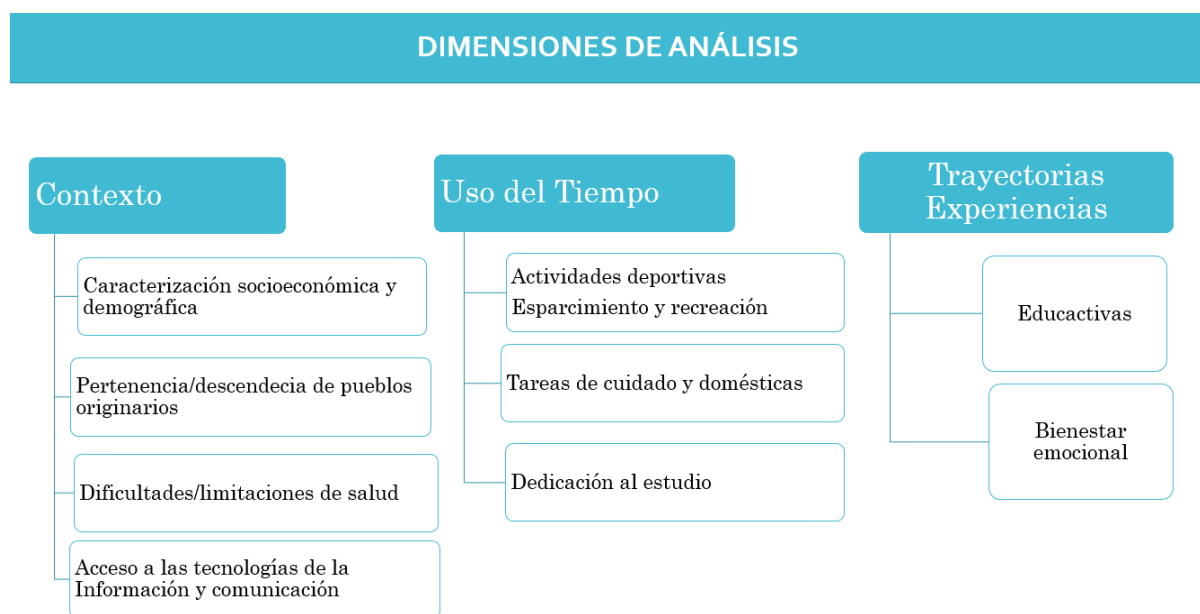 DIMENSIONES DE ANÁLISIS
Contexto
Caracterización socioeconómica y
demográfica
Pertenencia/descendecia de pueblos
originarios
Dificultades/limitaciones de salud
Acceso a las tecnologías de la
Información y comunicación
Uso del Tiempo
Actividades deportivas
Esparcimiento y recreación
Tareas de cuidado y domésticas
Dedicación al estudio
Trayectorias
Experiencias
Educactivas
Bienestar
emocional